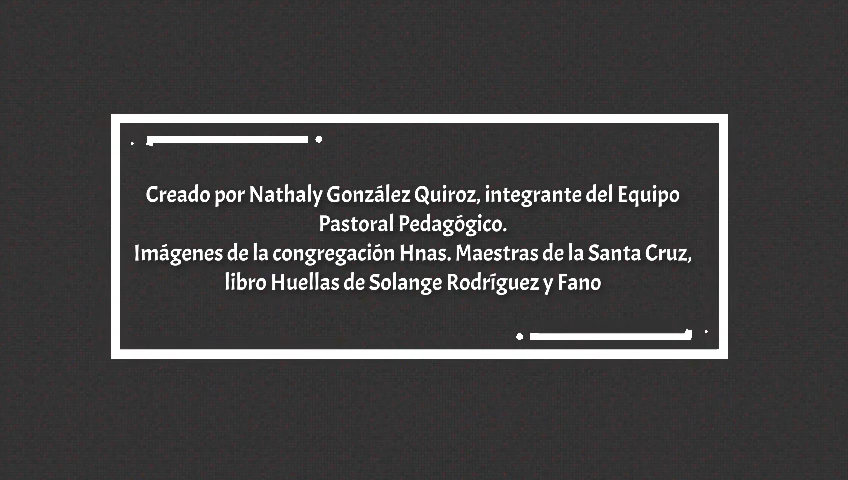 Creado por Nathaly González Quiroz, integrante del Equipo
Pastoral Pedagógico.
Imágenes de la congregación Hnas. Maestras de la Santa Cruz,
libro Huellas de Solange Rodríguez y Fano